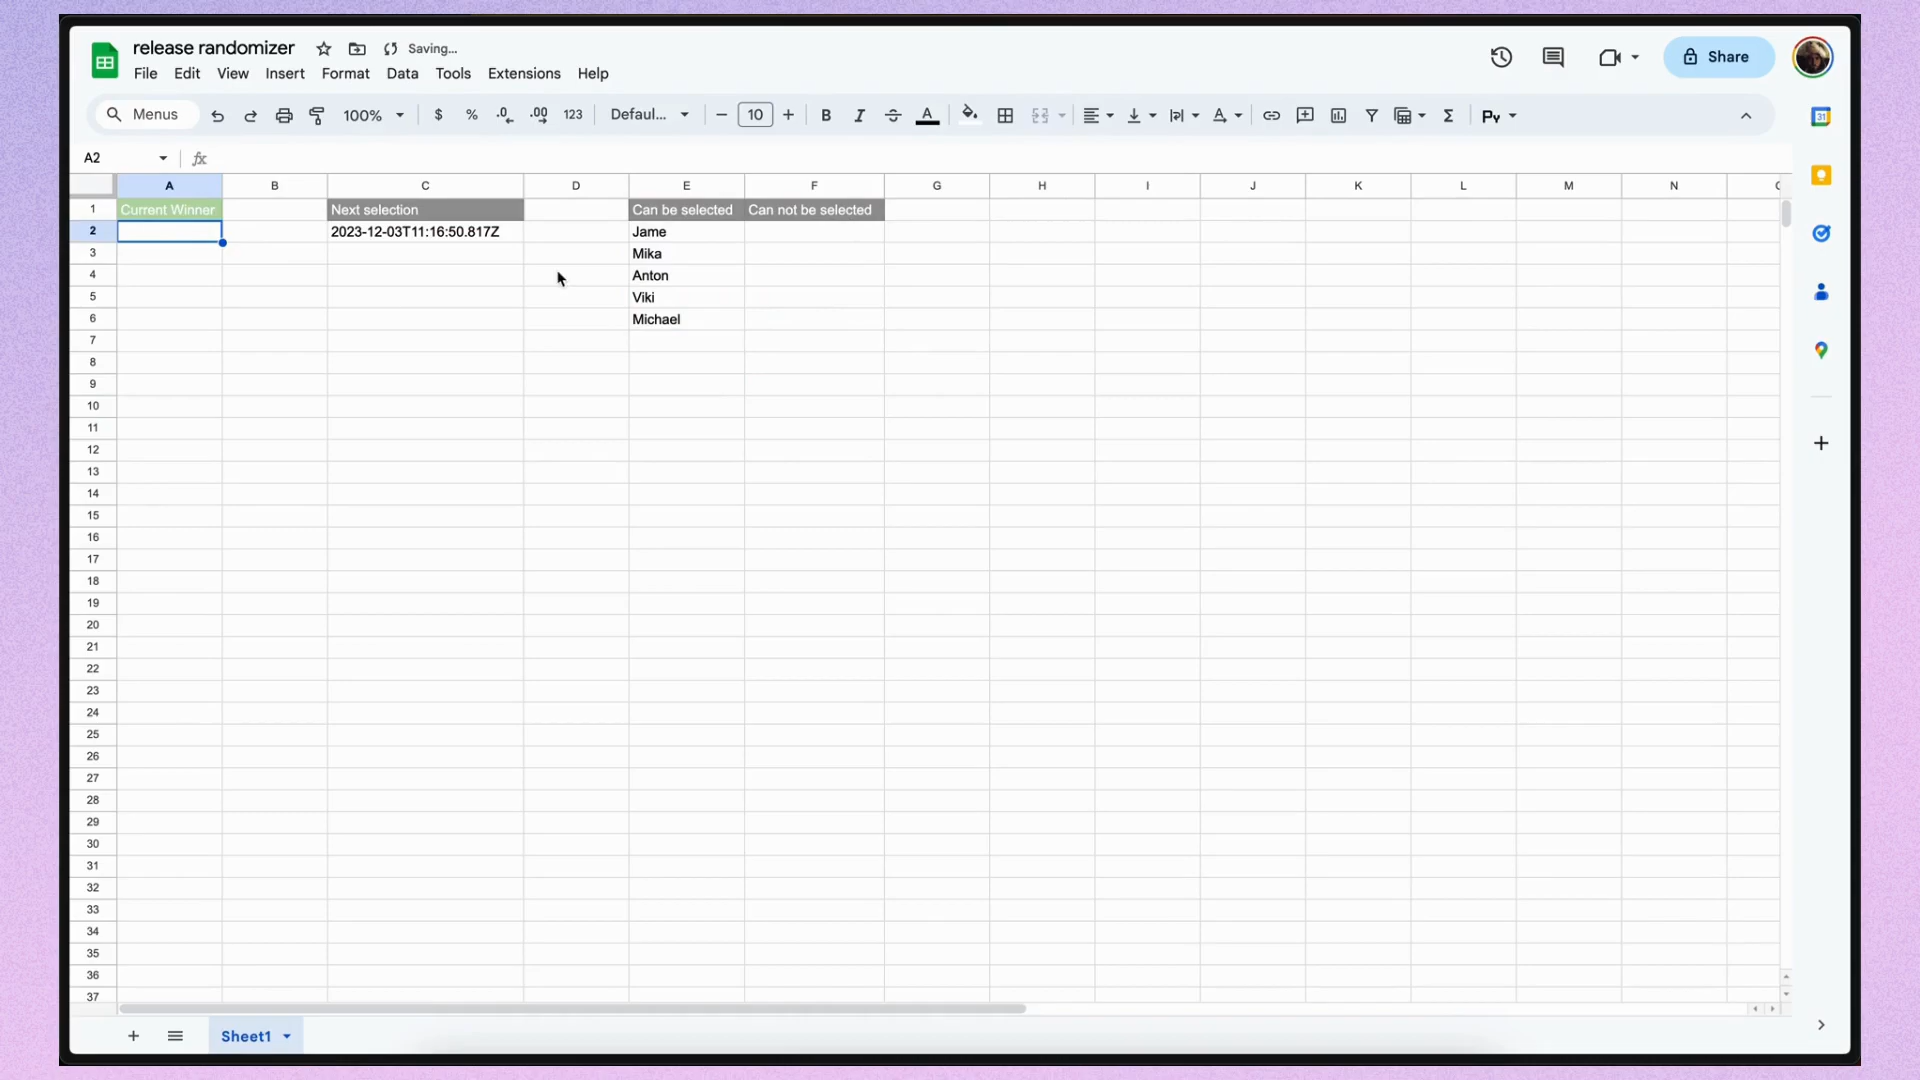 release randomizer Saving...
File Edit View Insert Format Data Tools Extensions Help
Share
Menus 100% $ % .0 .00 123 Defaul... 10 B I A Σ Py
31
A2 fx
A B C D E F G H I J K L M N
1 Current Winner Next selection Can be selected Can not be selected
2 2023-12-03T11:16:50.817Z Jame
3 Mika
4 Anton
5 Viki
6 Michael
7
8
9
10
11
12
13
14
15
16
17
18
19
20
21
22
23
24
25
26
27
28
29
30
31
32
33
34
35
36
37
Sheet1